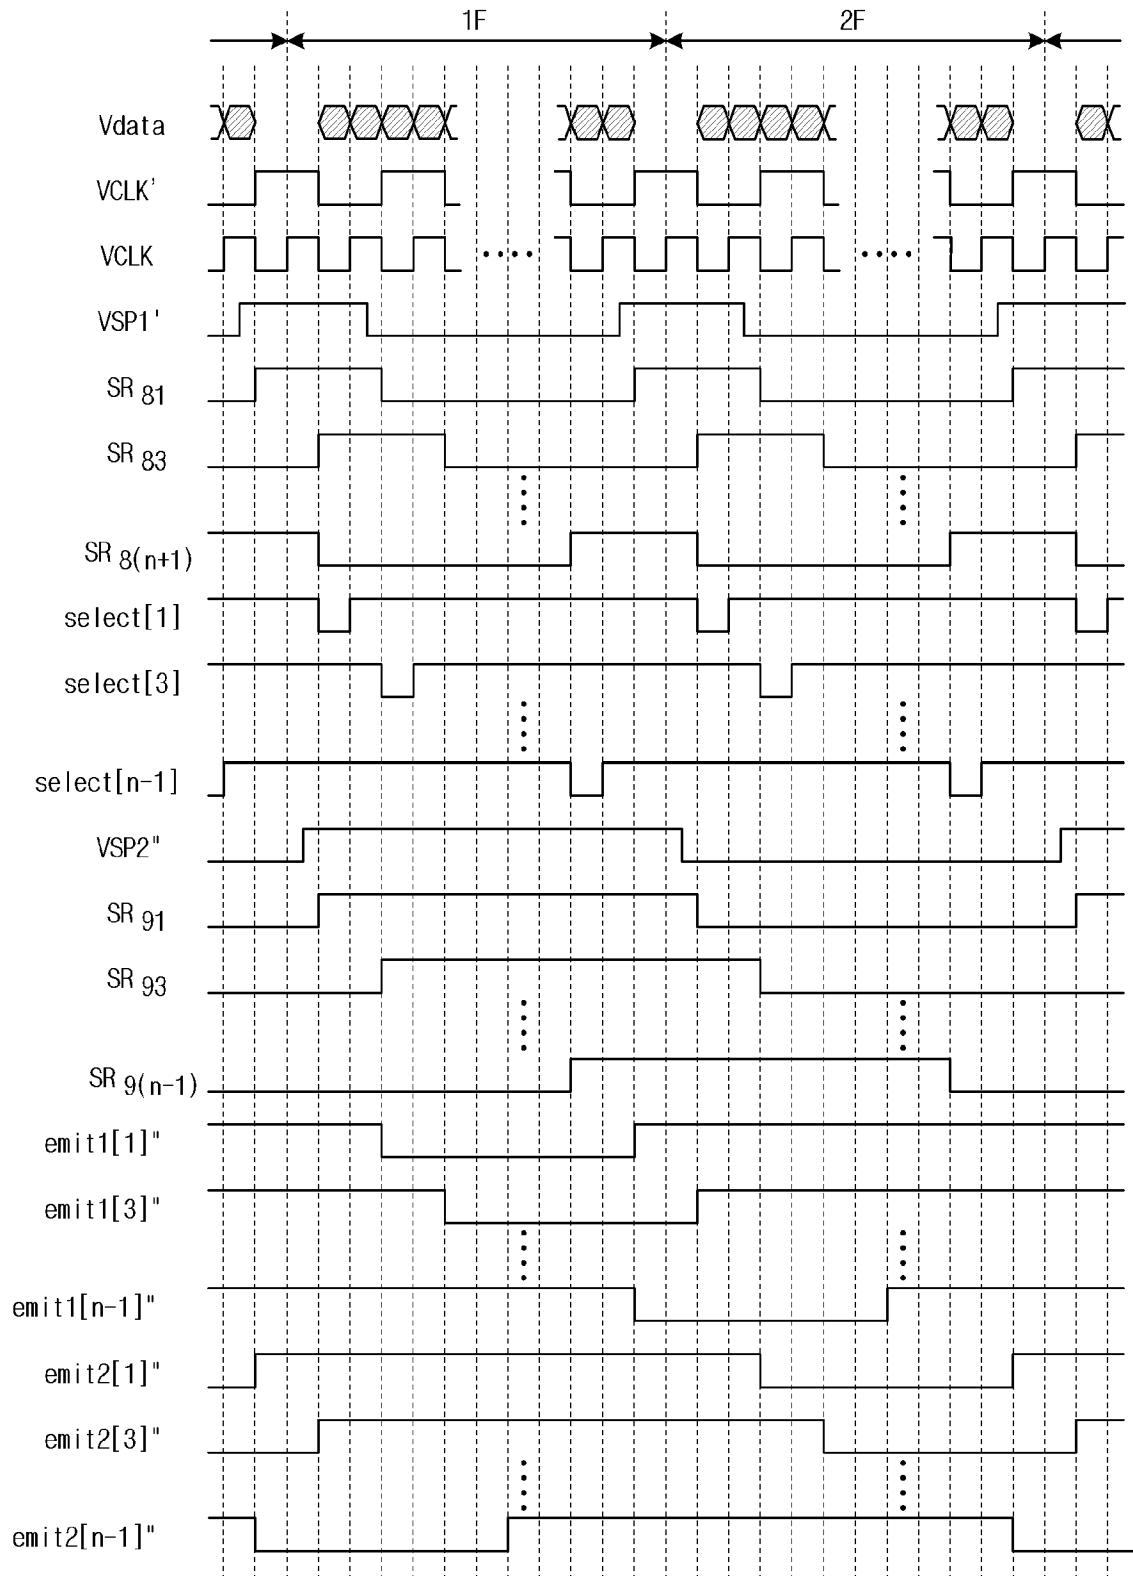 1F 2F
Vdata
VCLK'
VCLK
VSP1'
SR 81
SR 83
SR 8(n+1)
select[1]
select[3]
select[n-1]
VSP2"
SR 91
SR 93
SR 9(n-1)
emit1[1]"
emit1[3]"
emit1[n-1]"
emit2[1]"
emit2[3]"
emit2[n-1]"